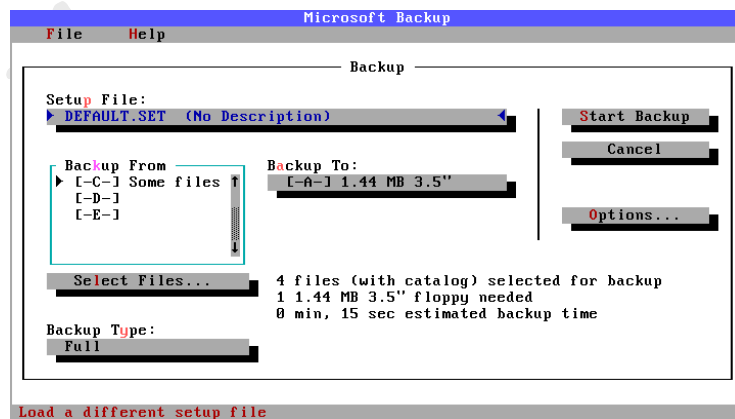 Microsoft Backup
File Help
Backup
Setup File:
DEFAULT.SET (No Description)
Start Backup
Cancel
Backup From
[-C-] Some files
[-D-]
[-E-]
Backup To:
[-A-] 1.44 MB 3.5"
Options...
Select Files...
4 files (with catalog) selected for backup
1 1.44 MB 3.5" floppy needed
0 min, 15 sec estimated backup time
Backup Type:
Full
Load a different setup file